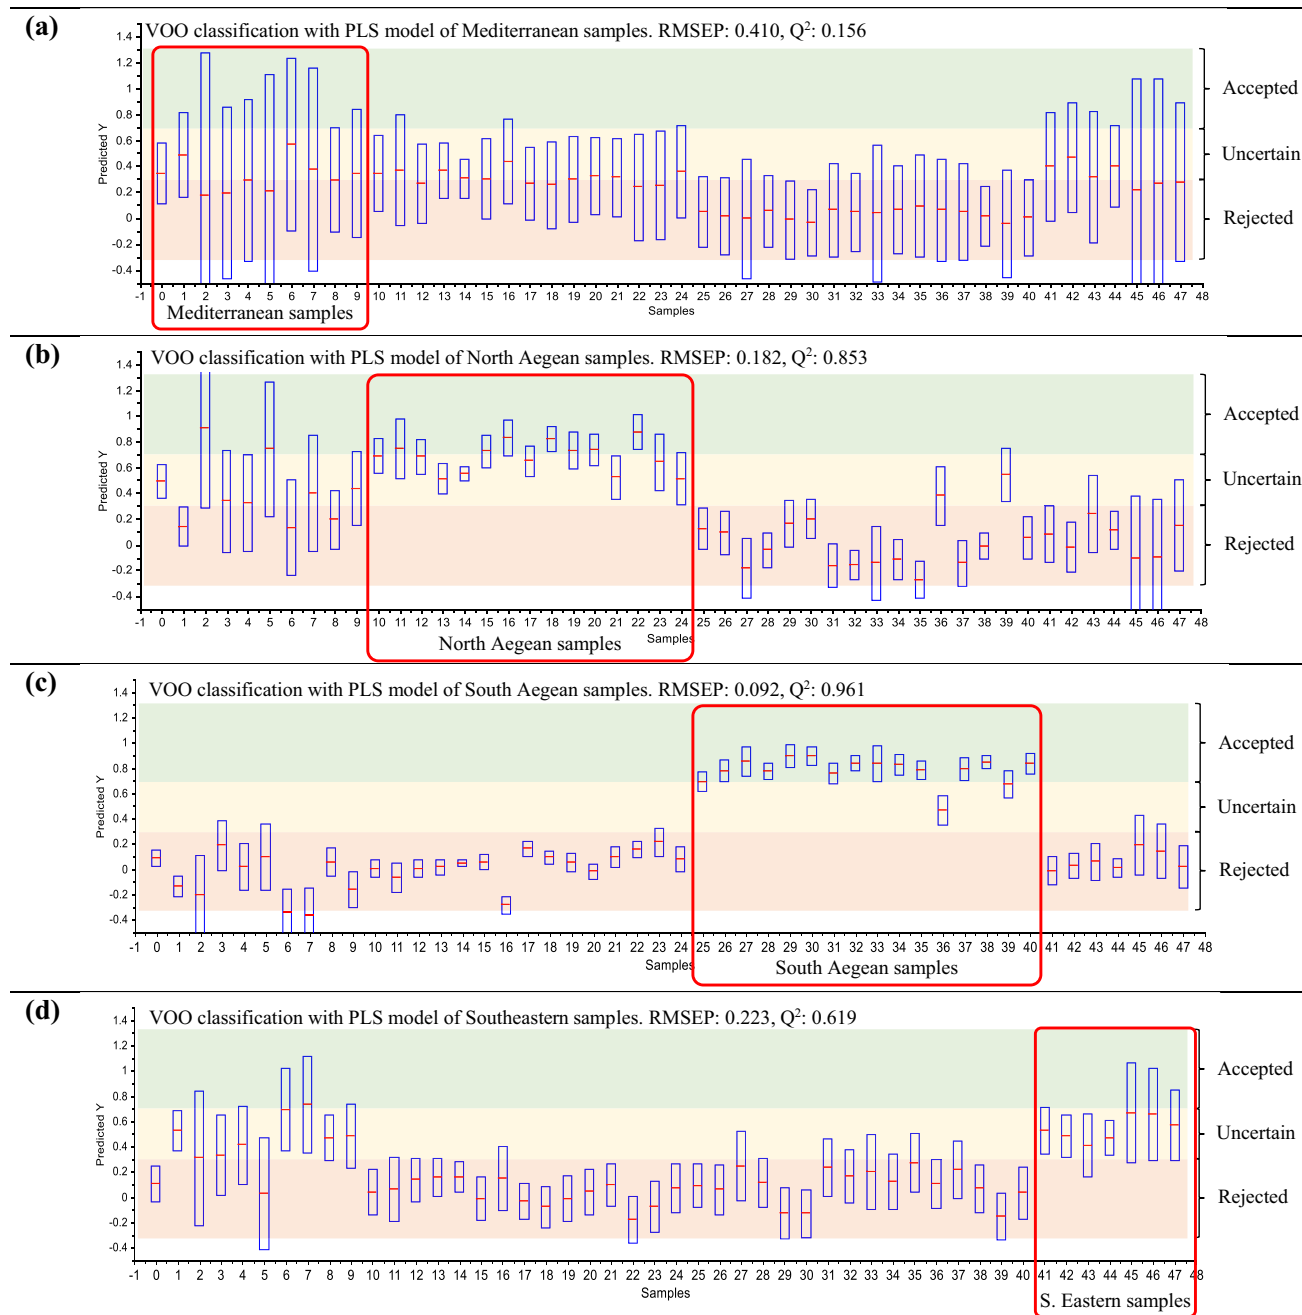 (a)
VOO classification with PLS model of Mediterranean samples. RMSEP: 0.410, Q²: 0.156
Predicted Y
1.4
1.2
1
0.8
0.6
0.4
0.2
0
-0.2
-0.4
Accepted
Uncertain
Rejected
-1 0 1 2 3 4 5 6 7 8 9 10 11 12 13 14 15 16 17 18 19 20 21 22 23 24 25 26 27 28 29 30 31 32 33 34 35 36 37 38 39 40 41 42 43 44 45 46 47 48
Mediterranean samples
Samples
(b)
VOO classification with PLS model of North Aegean samples. RMSEP: 0.182, Q²: 0.853
Predicted Y
1.4
1.2
1
0.8
0.6
0.4
0.2
0
-0.2
-0.4
Accepted
Uncertain
Rejected
-1 0 1 2 3 4 5 6 7 8 9 10 11 12 13 14 15 16 17 18 19 20 21 22 23 24 25 26 27 28 29 30 31 32 33 34 35 36 37 38 39 40 41 42 43 44 45 46 47 48
North Aegean samples
Samples
(c)
VOO classification with PLS model of South Aegean samples. RMSEP: 0.092, Q²: 0.961
Predicted Y
1.4
1.2
1
0.8
0.6
0.4
0.2
0
-0.2
-0.4
Accepted
Uncertain
Rejected
-1 0 1 2 3 4 5 6 7 8 9 10 11 12 13 14 15 16 17 18 19 20 21 22 23 24 25 26 27 28 29 30 31 32 33 34 35 36 37 38 39 40 41 42 43 44 45 46 47 48
Samples
South Aegean samples
(d)
VOO classification with PLS model of Southeastern samples. RMSEP: 0.223, Q²: 0.619
Predicted Y
1.4
1.2
1
0.8
0.6
0.4
0.2
0
-0.2
-0.4
Accepted
Uncertain
Rejected
-1 0 1 2 3 4 5 6 7 8 9 10 11 12 13 14 15 16 17 18 19 20 21 22 23 24 25 26 27 28 29 30 31 32 33 34 35 36 37 38 39 40 41 42 43 44 45 46 47 48
Samples
S. Eastern samples